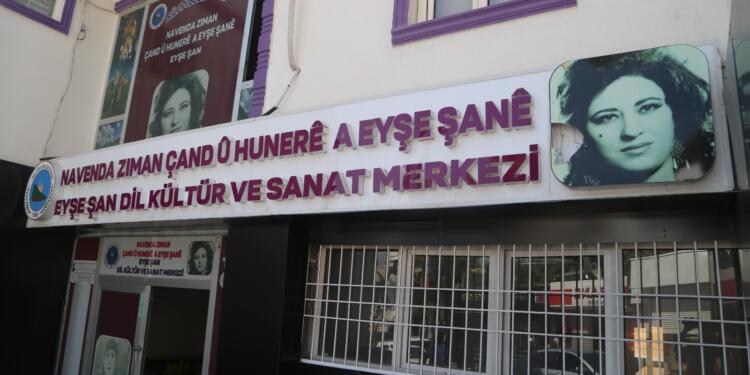 NAVENDA ZIMAN
ÇAND Û HUNERÊ A EYŞE ŞANÊ
EYŞE ŞAN
NAVENDA ZIMAN ÇAND Û HUNERÊ A EYŞE ŞANÊ
EYŞE ŞAN DİL KÜLTÜR VE SANAT MERKEZİ
NAVENDA ZIMAN
ÇAND Û HUNERÊ A EYŞE ŞANÊ
EYŞE ŞAN
DİL KÜLTÜR VE SANAT MERKEZİ